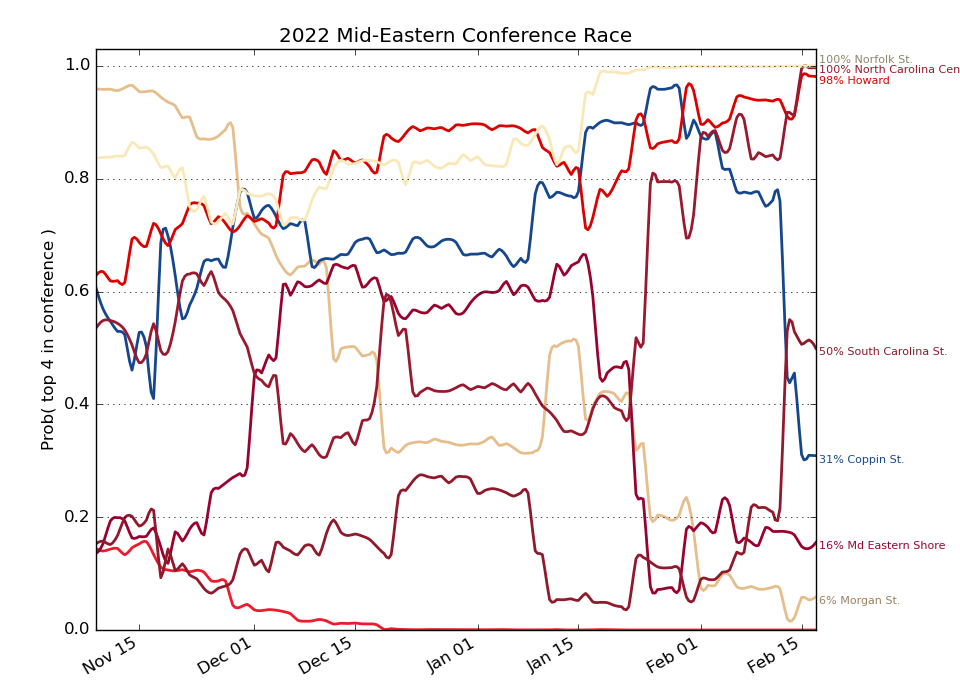 2022 Mid-Eastern Conference Race
Prob( top 4 in conference )
1.0
0.8
0.6
0.4
0.2
0.0
Nov 15
Dec 01
Dec 15
Jan 01
Jan 15
Feb 01
Feb 15
100% Norfolk St.
100% North Carolina Cen
98% Howard
50% South Carolina St.
31% Coppin St.
16% Md Eastern Shore
6% Morgan St.